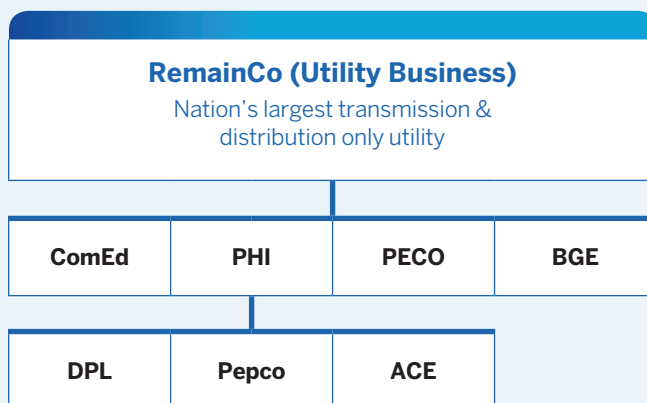 RemainCo (Utility Business)
Nation’s largest transmission &
distribution only utility
ComEd
PHI
PECO
BGE
DPL
Pepco
ACE